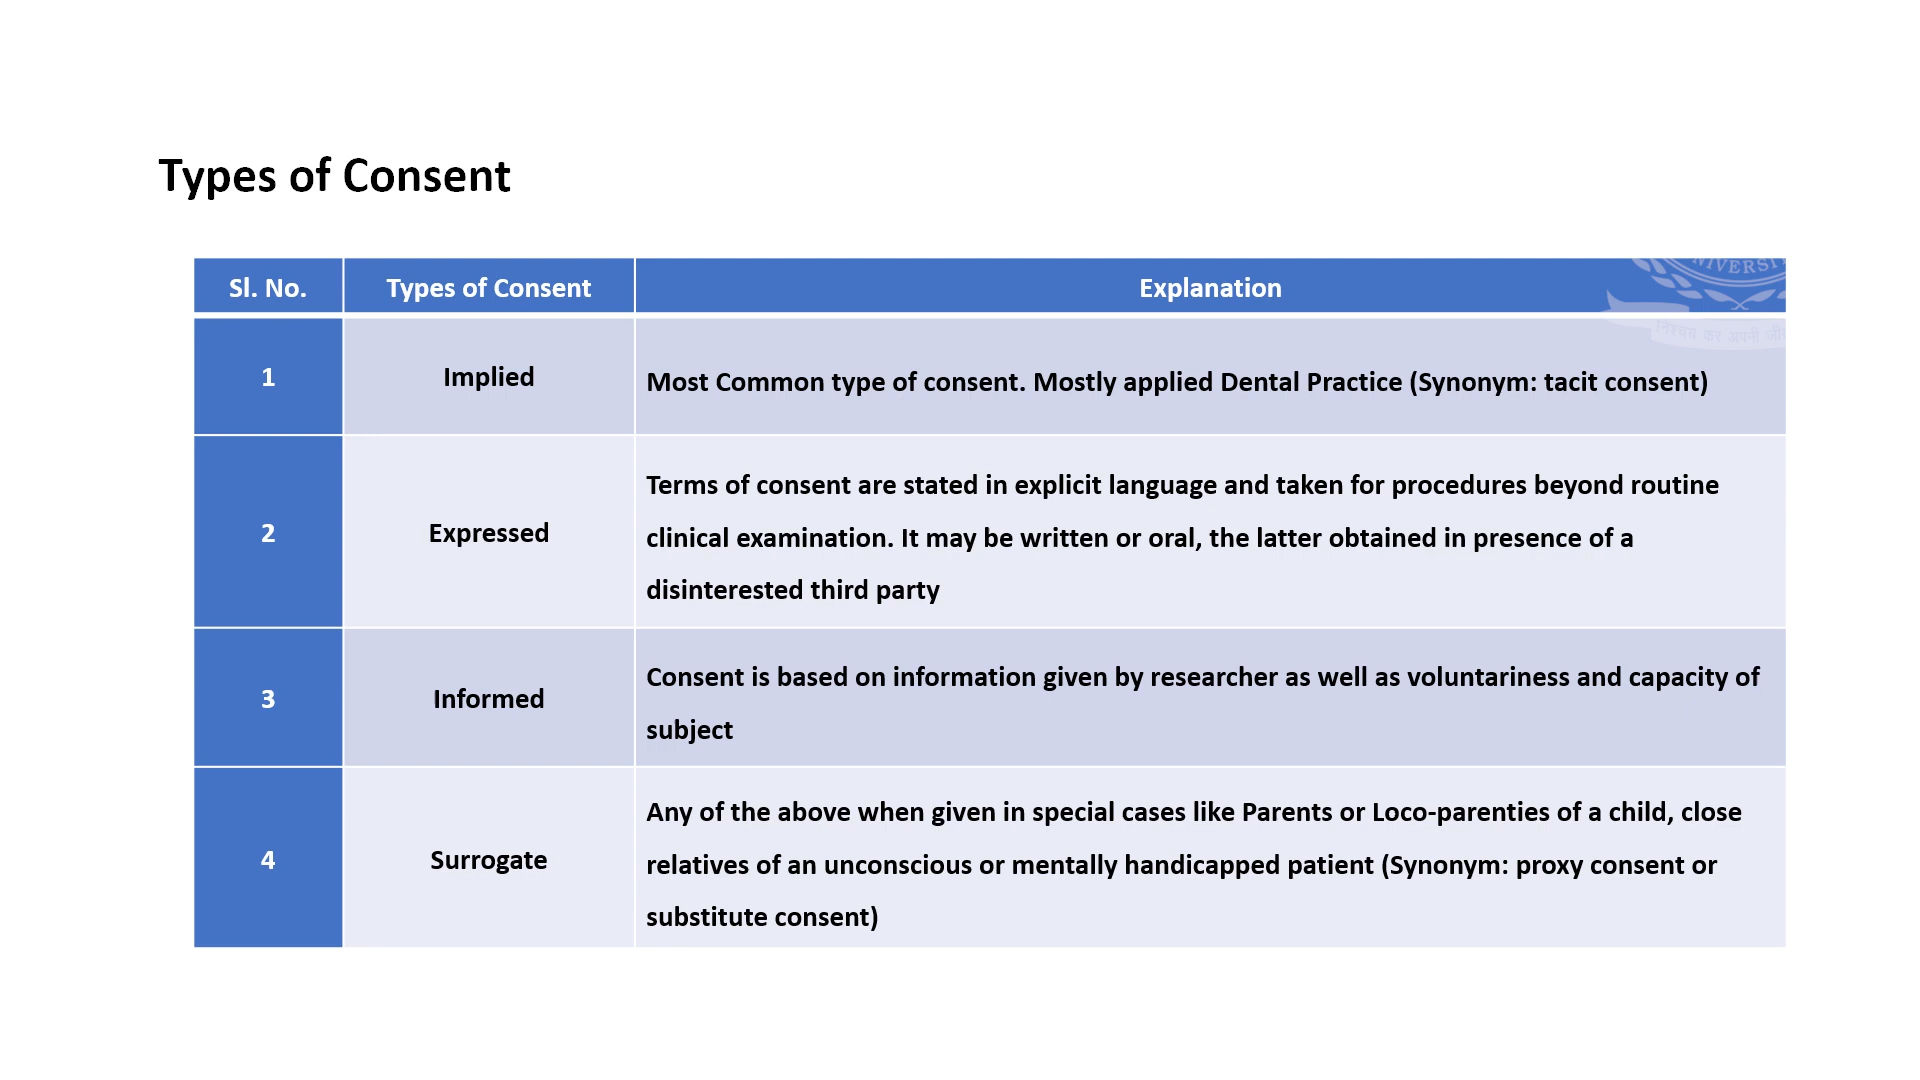 Types of Consent
Sl. No.
Types of Consent
Explanation
1
Implied
Most Common type of consent. Mostly applied Dental Practice (Synonym: tacit consent)
2
Expressed
Terms of consent are stated in explicit language and taken for procedures beyond routine
clinical examination. It may be written or oral, the latter obtained in presence of a
disinterested third party
3
Informed
Consent is based on information given by researcher as well as voluntariness and capacity of
subject
4
Surrogate
Any of the above when given in special cases like Parents or Loco-parenties of a child, close
relatives of an unconscious or mentally handicapped patient (Synonym: proxy consent or
substitute consent)
निश्चय कर अपनी